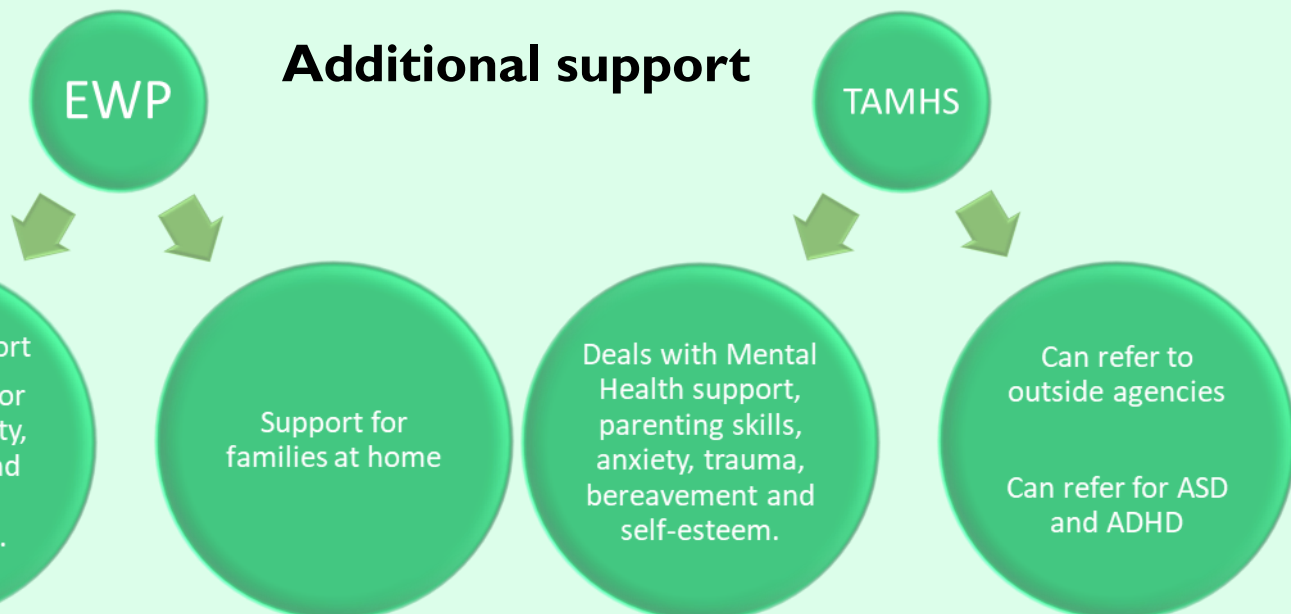 Additional support
EWP
TAMHS
or
Support for
families at home
Deals with Mental
Health support,
parenting skills,
anxiety, trauma,
bereavement and
self-esteem.
Can refer to
outside agencies
Can refer for ASD
and ADHD